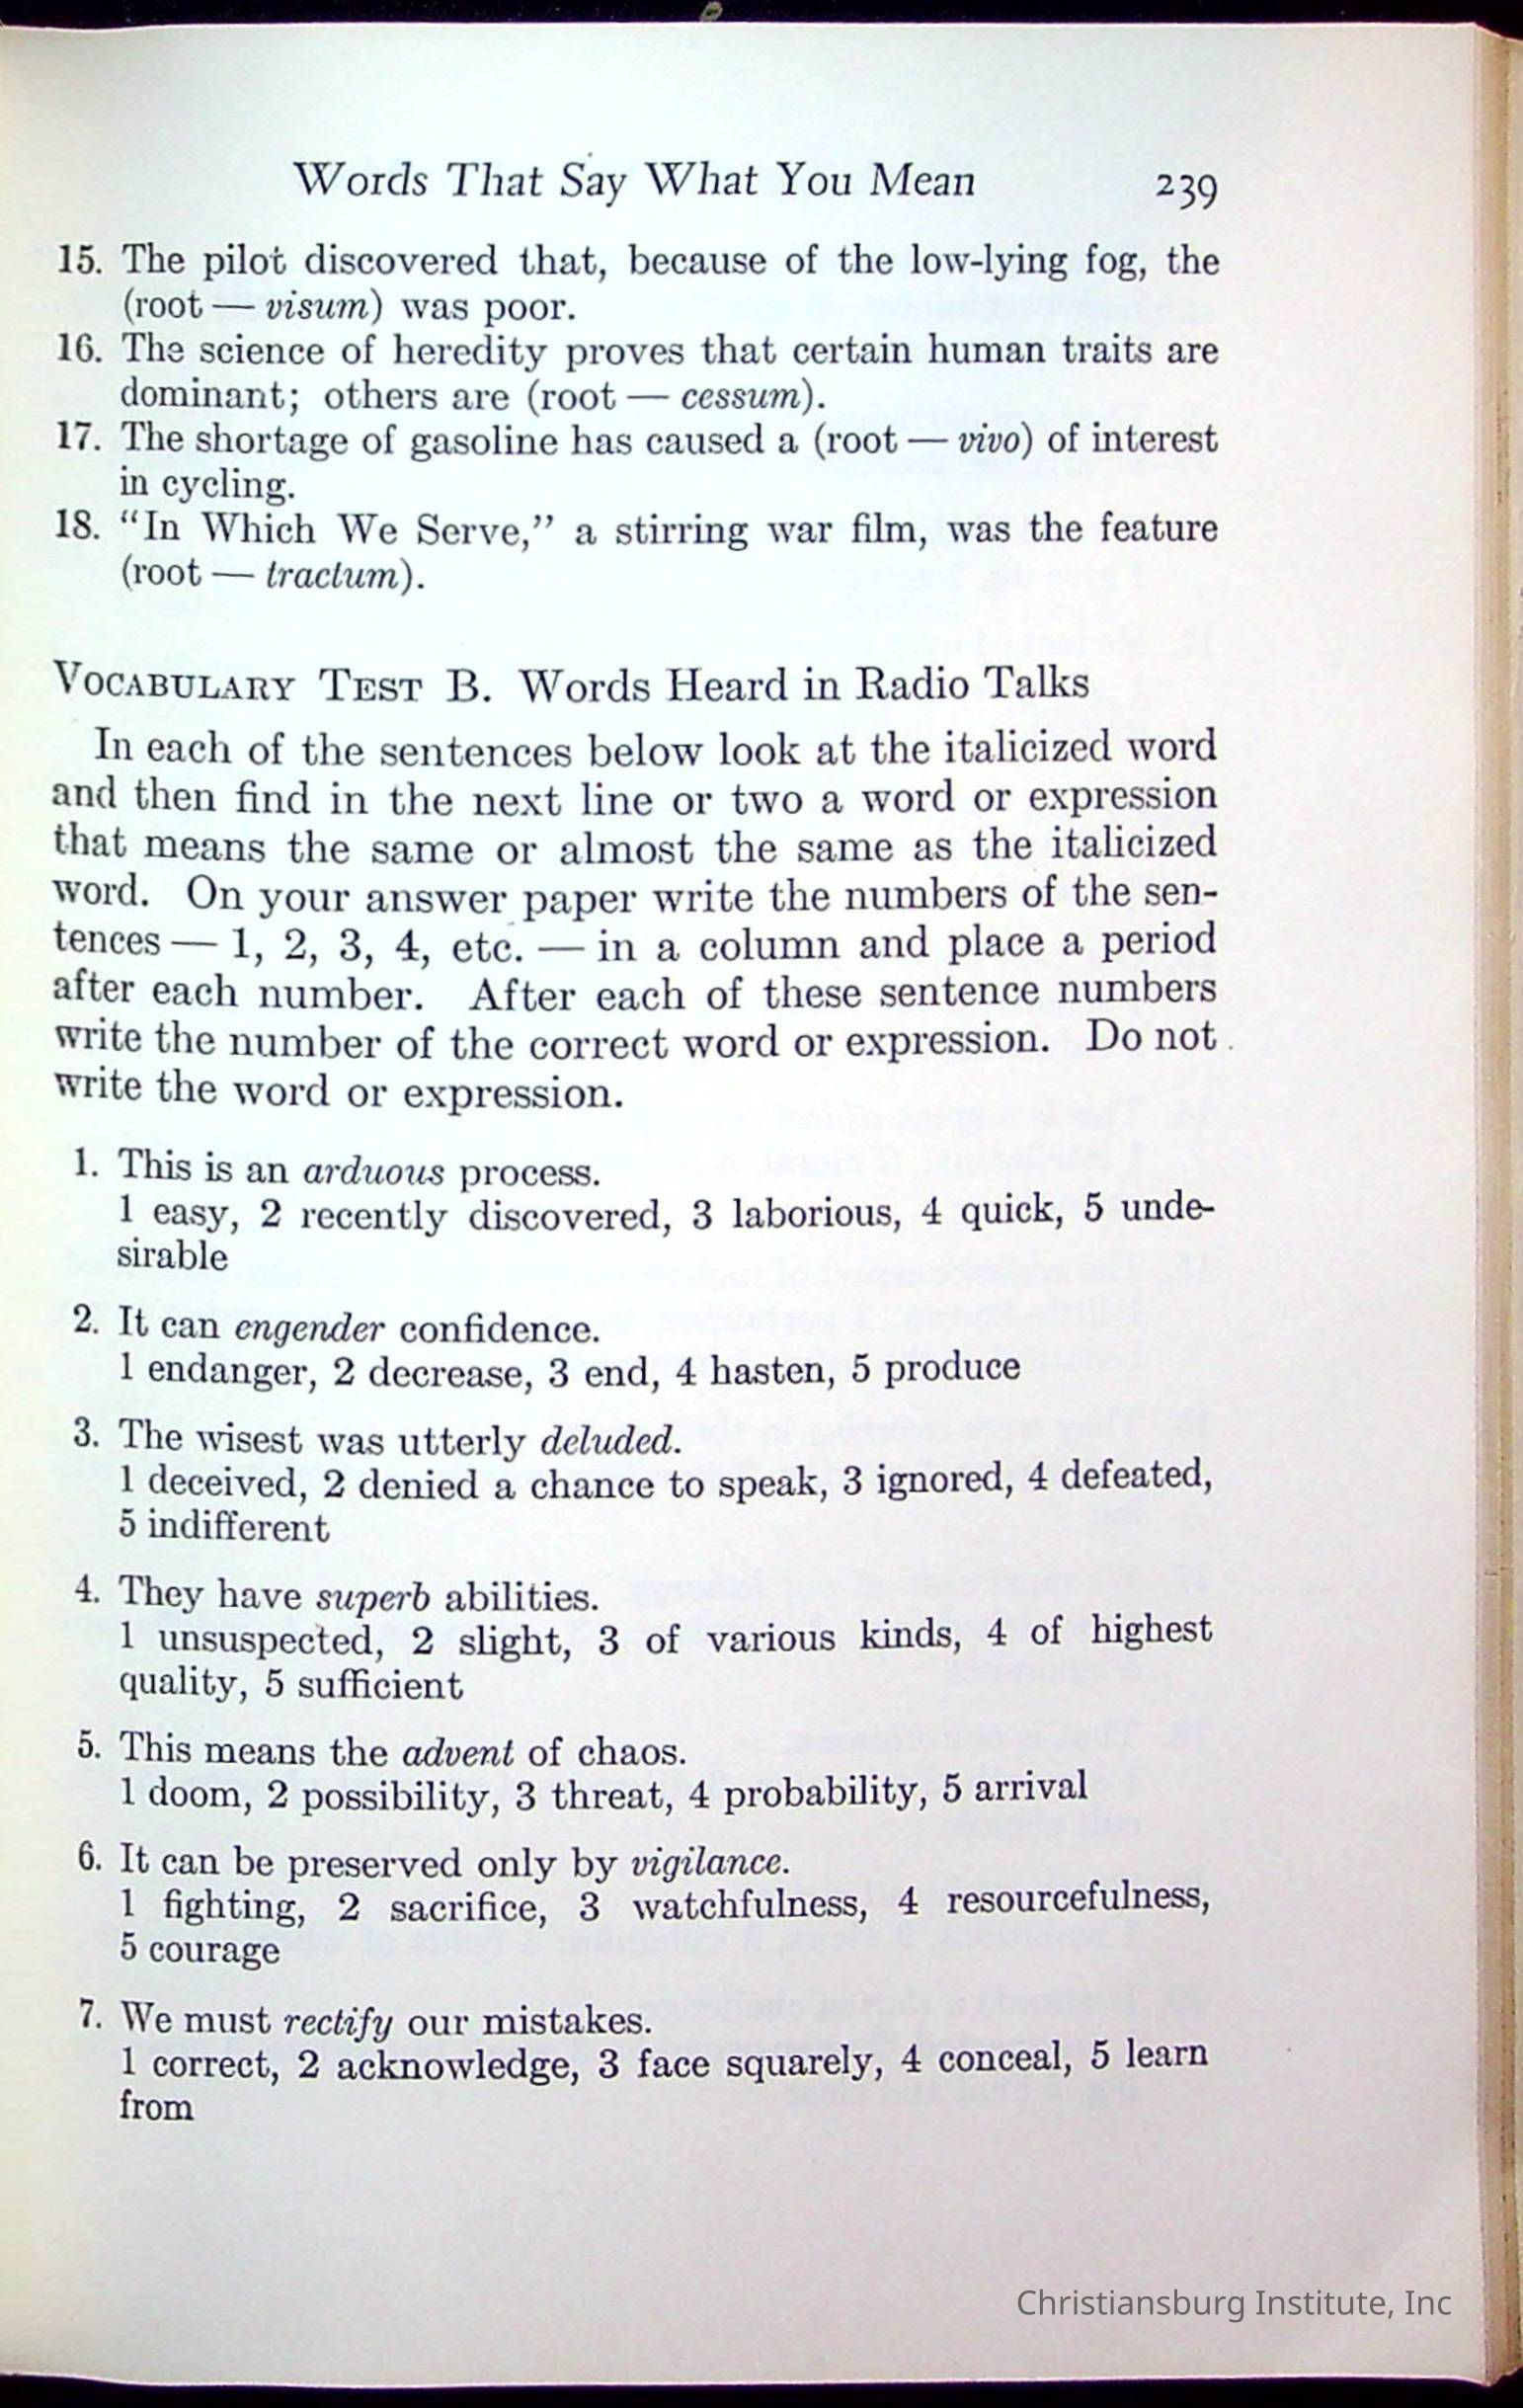 Words That Say What You Mean 239
15. The pilot discovered that, because of the low-lying fog, the
(root — visum) was poor.
16. The science of heredity proves that certain human traits are
dominant; others are (root — cessum).
17. The shortage of gasoline has caused a (root — vivo) of interest
in cycling.
18. “In Which We Serve,” a stirring war film, was the feature
(root — tractum).
VOCABULARY TEST B. Words Heard in Radio Talks
In each of the sentences below look at the italicized word
and then find in the next line or two a word or expression
that means the same or almost the same as the italicized
word. On your answer paper write the numbers of the sen-
tences — 1, 2, 3, 4, etc. — in a column and place a period
after each number. After each of these sentence numbers
write the number of the correct word or expression. Do not
write the word or expression.
1. This is an arduous process.
1 easy, 2 recently discovered, 3 laborious, 4 quick, 5 unde-
sirable
2. It can engender confidence.
1 endanger, 2 decrease, 3 end, 4 hasten, 5 produce
3. The wisest was utterly deluded.
1 deceived, 2 denied a chance to speak, 3 ignored, 4 defeated,
5 indifferent
4. They have superb abilities.
1 unsuspected, 2 slight, 3 of various kinds, 4 of highest
quality, 5 sufficient
5. This means the advent of chaos.
1 doom, 2 possibility, 3 threat, 4 probability, 5 arrival
6. It can be preserved only by vigilance.
1 fighting, 2 sacrifice, 3 watchfulness, 4 resourcefulness,
5 courage
7. We must rectify our mistakes.
1 correct, 2 acknowledge, 3 face squarely, 4 conceal, 5 learn
from
Christiansburg Institute, Inc